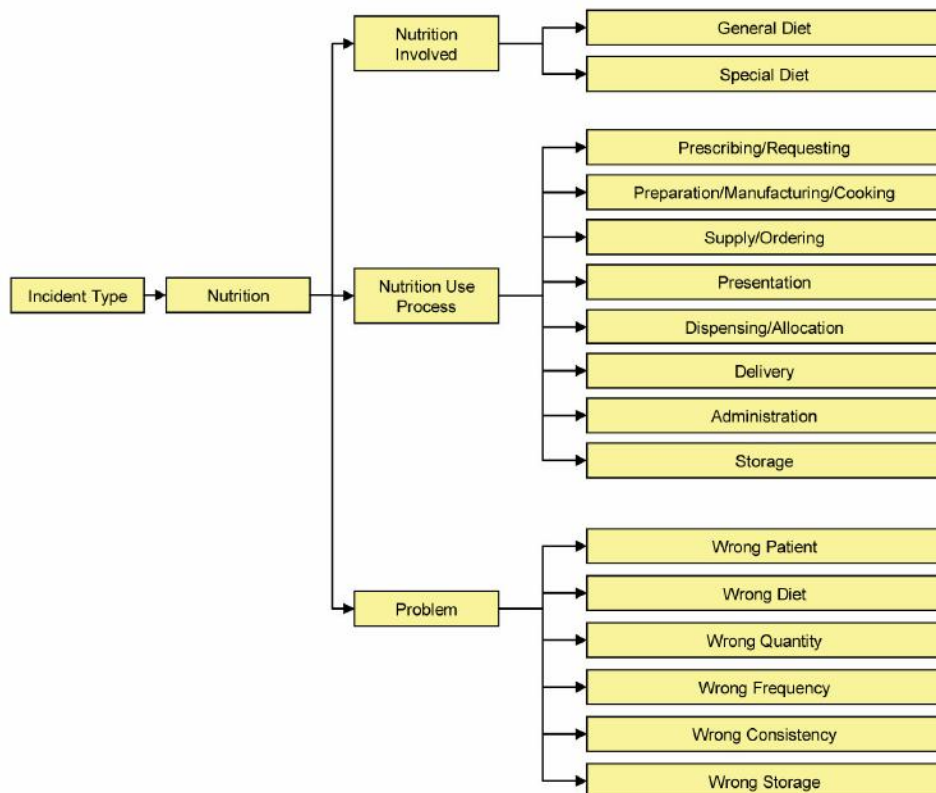 Incident Type
Nutrition
Nutrition
Involved
General Diet
Special Diet
Nutrition Use
Process
Prescribing/Requesting
Preparation/Manufacturing/Cooking
Supply/Ordering
Presentation
Dispensing/Allocation
Delivery
Administration
Storage
Problem
Wrong Patient
Wrong Diet
Wrong Quantity
Wrong Frequency
Wrong Consistency
Wrong Storage